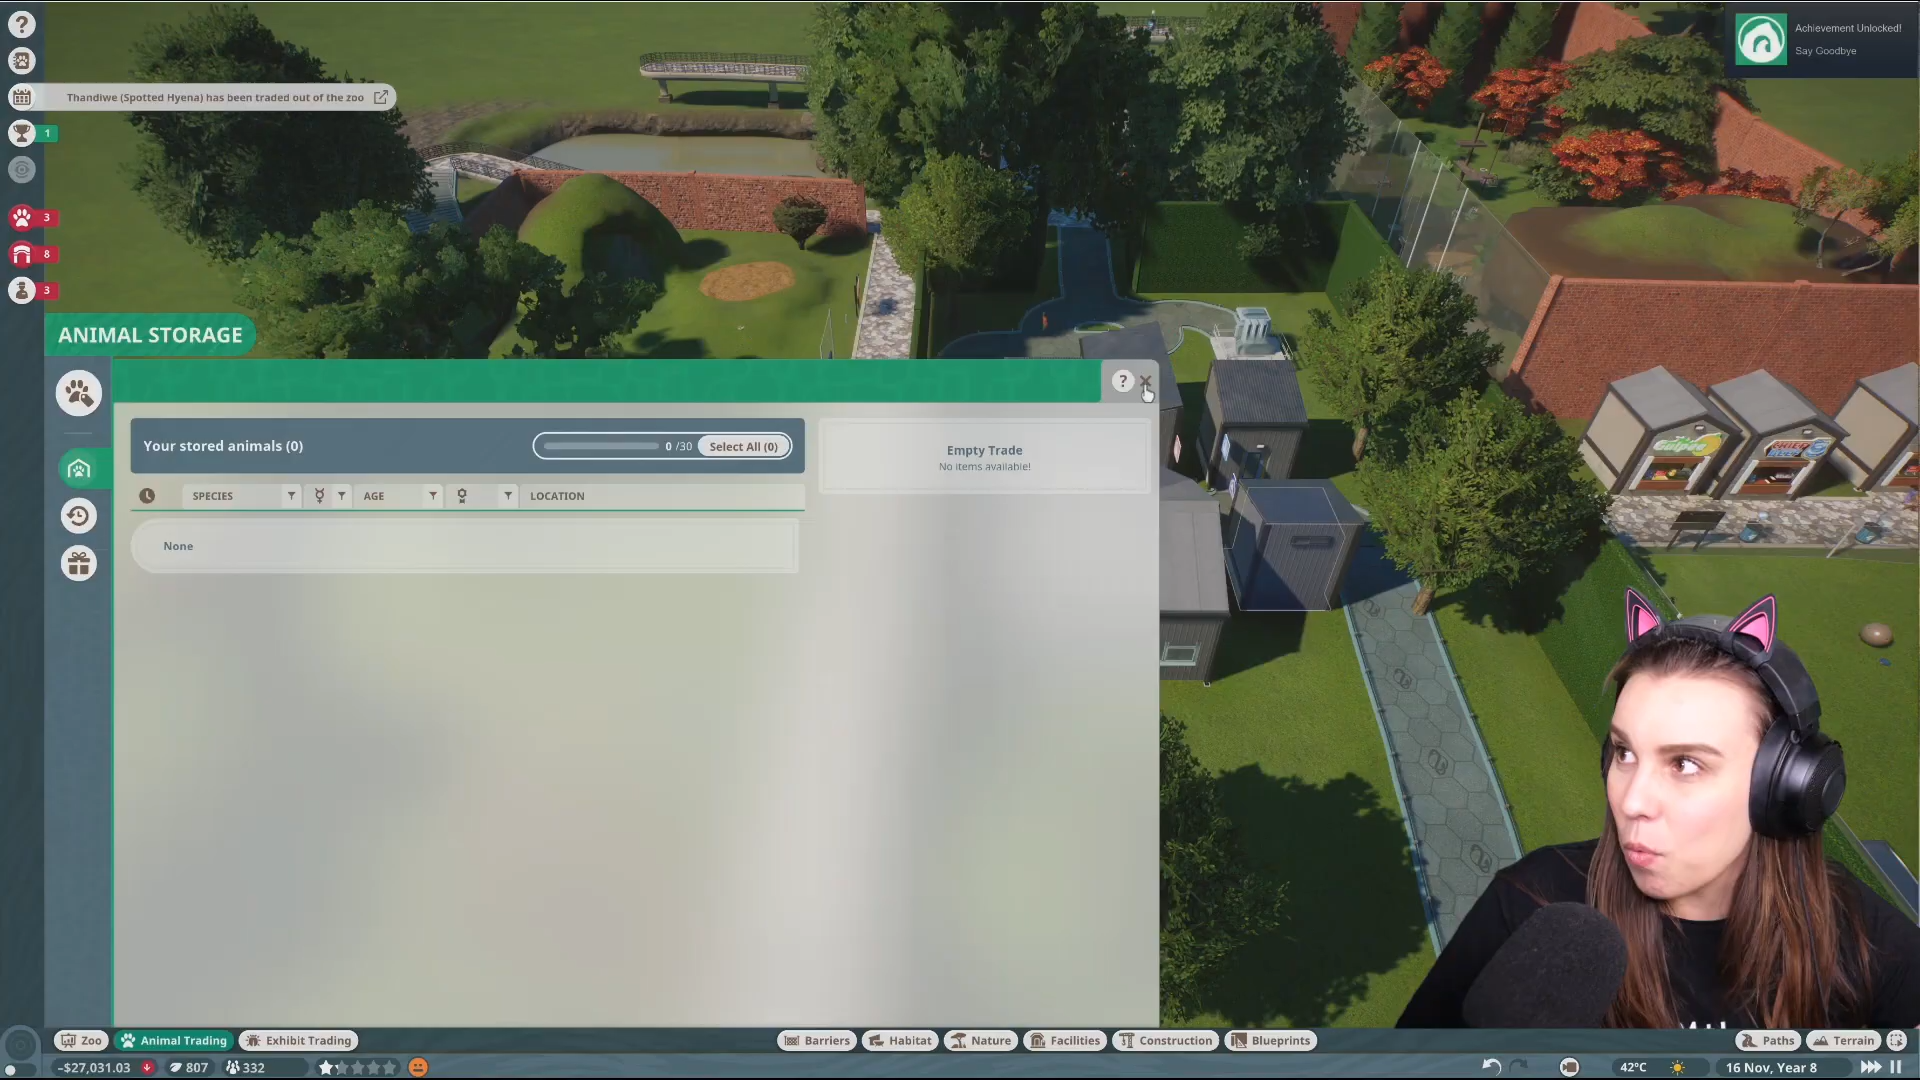 Achievement Unlocked!
Say Goodbye
Thandiwe (Spotted Hyena) has been traded out of the zoo
1
3
8
3
ANIMAL STORAGE
?
Your stored animals (0)
0 /30
Select All (0)
Empty Trade
No items available!
SPECIES
AGE
LOCATION
None
Gulpee
Chief Beef
Zoo
Animal Trading
Exhibit Trading
Barriers
Habitat
Nature
Facilities
Construction
Blueprints
Paths
Terrain
-$27,031.03
807
332
42°C
16 Nov, Year 8